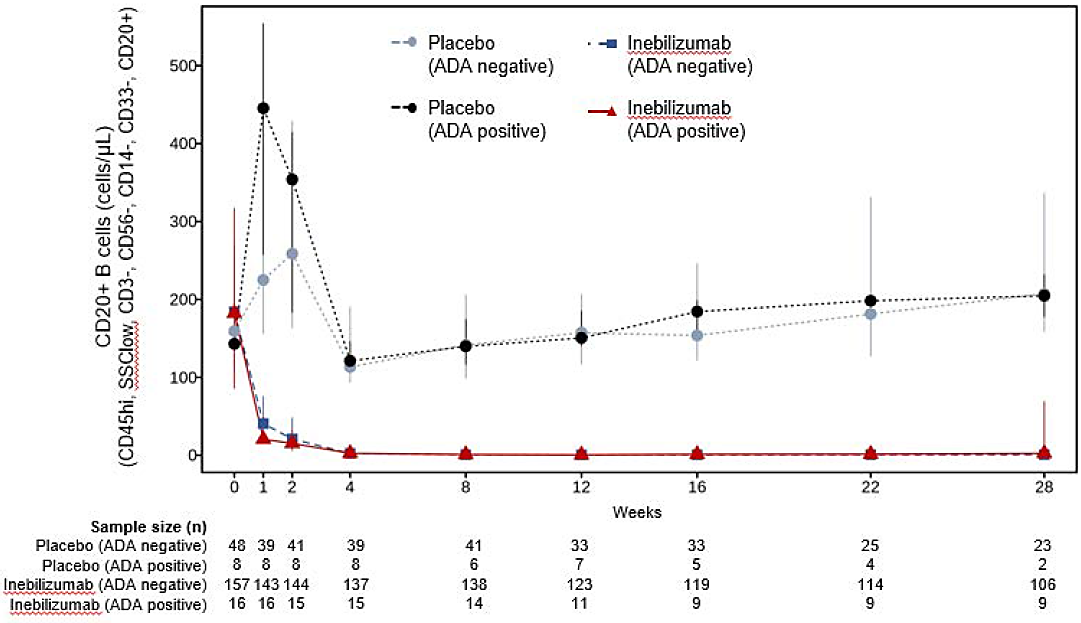 CD20+ B cells (cells/µL)
(CD45hi, SSClow, CD3-, CD56-, CD14-, CD33-, CD20+)
500
400
300
200
100
0
Placebo
(ADA negative)
Placebo
(ADA positive)
Inebilizumab
(ADA negative)
Inebilizumab
(ADA positive)
0 1 2 4 8 12 16 22 28
Weeks
Sample size (n)
Placebo (ADA negative) 48 39 41 39 41 33 33 25 23
Placebo (ADA positive) 8 8 8 8 6 7 5 4 2
Inebilizumab (ADA negative) 157 143 144 137 138 123 119 114 106
Inebilizumab (ADA positive) 16 16 15 15 14 11 9 9 9